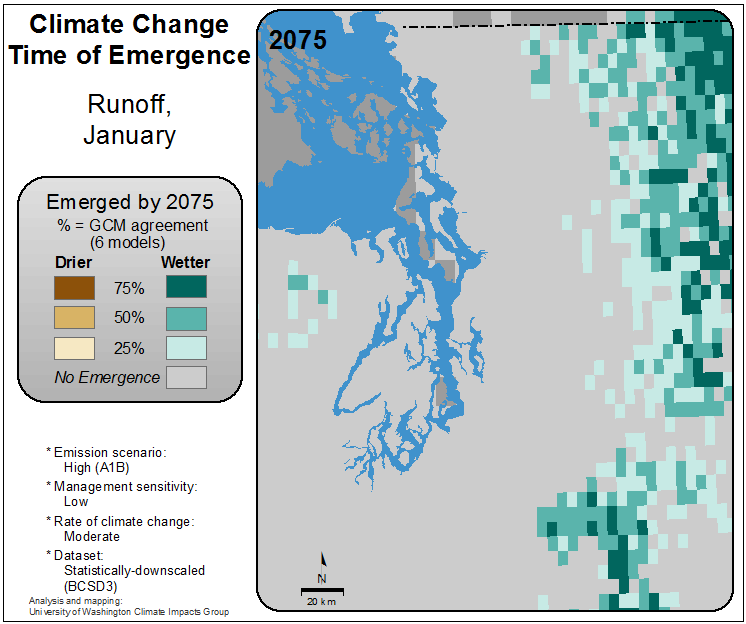 Climate Change
Time of Emergence
Runoff,
January
Emerged by 2075
% = GCM agreement
(6 models)
Drier Wetter
75%
50%
25%
No Emergence
* Emission scenario:
High (A1B)
* Management sensitivity:
Low
* Rate of climate change:
Moderate
* Dataset:
Statistically-downscaled
(BCSD3)
Analysis and mapping:
University of Washington Climate Impacts Group
2075
N
20 km